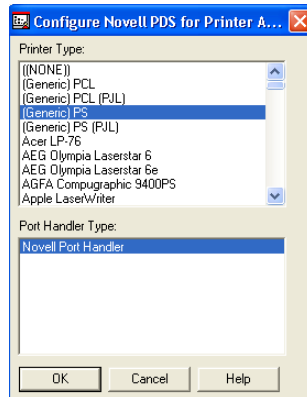 Configure Novell PDS for Printer A...
Printer Type:
((NONE))
(Generic) PCL
(Generic) PCL (PJL)
(Generic) PS
(Generic) PS (PJL)
Acer LP-76
AEG Olympia Laserstar 6
AEG Olympia Laserstar 6e
AGFA Compugraphic 9400PS
Apple LaserWriter
Port Handler Type:
Novell Port Handler
OK Cancel Help